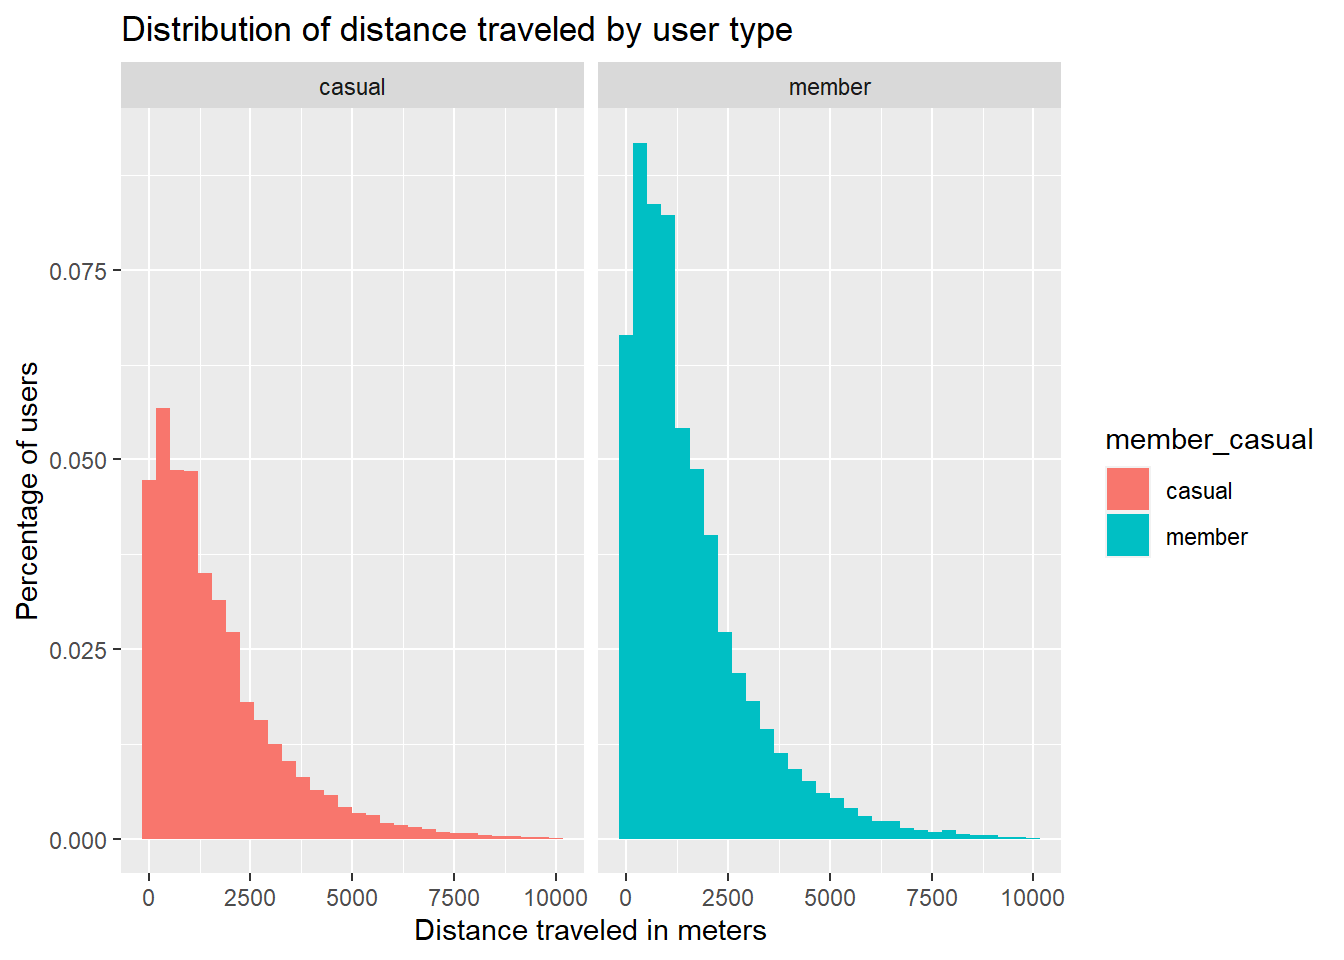 Distribution of distance traveled by user type
casual
member
Percentage of users
0.075
0.050
0.025
0.000
0 2500 5000 7500 10000
0 2500 5000 7500 10000
Distance traveled in meters
member_casual
casual
member